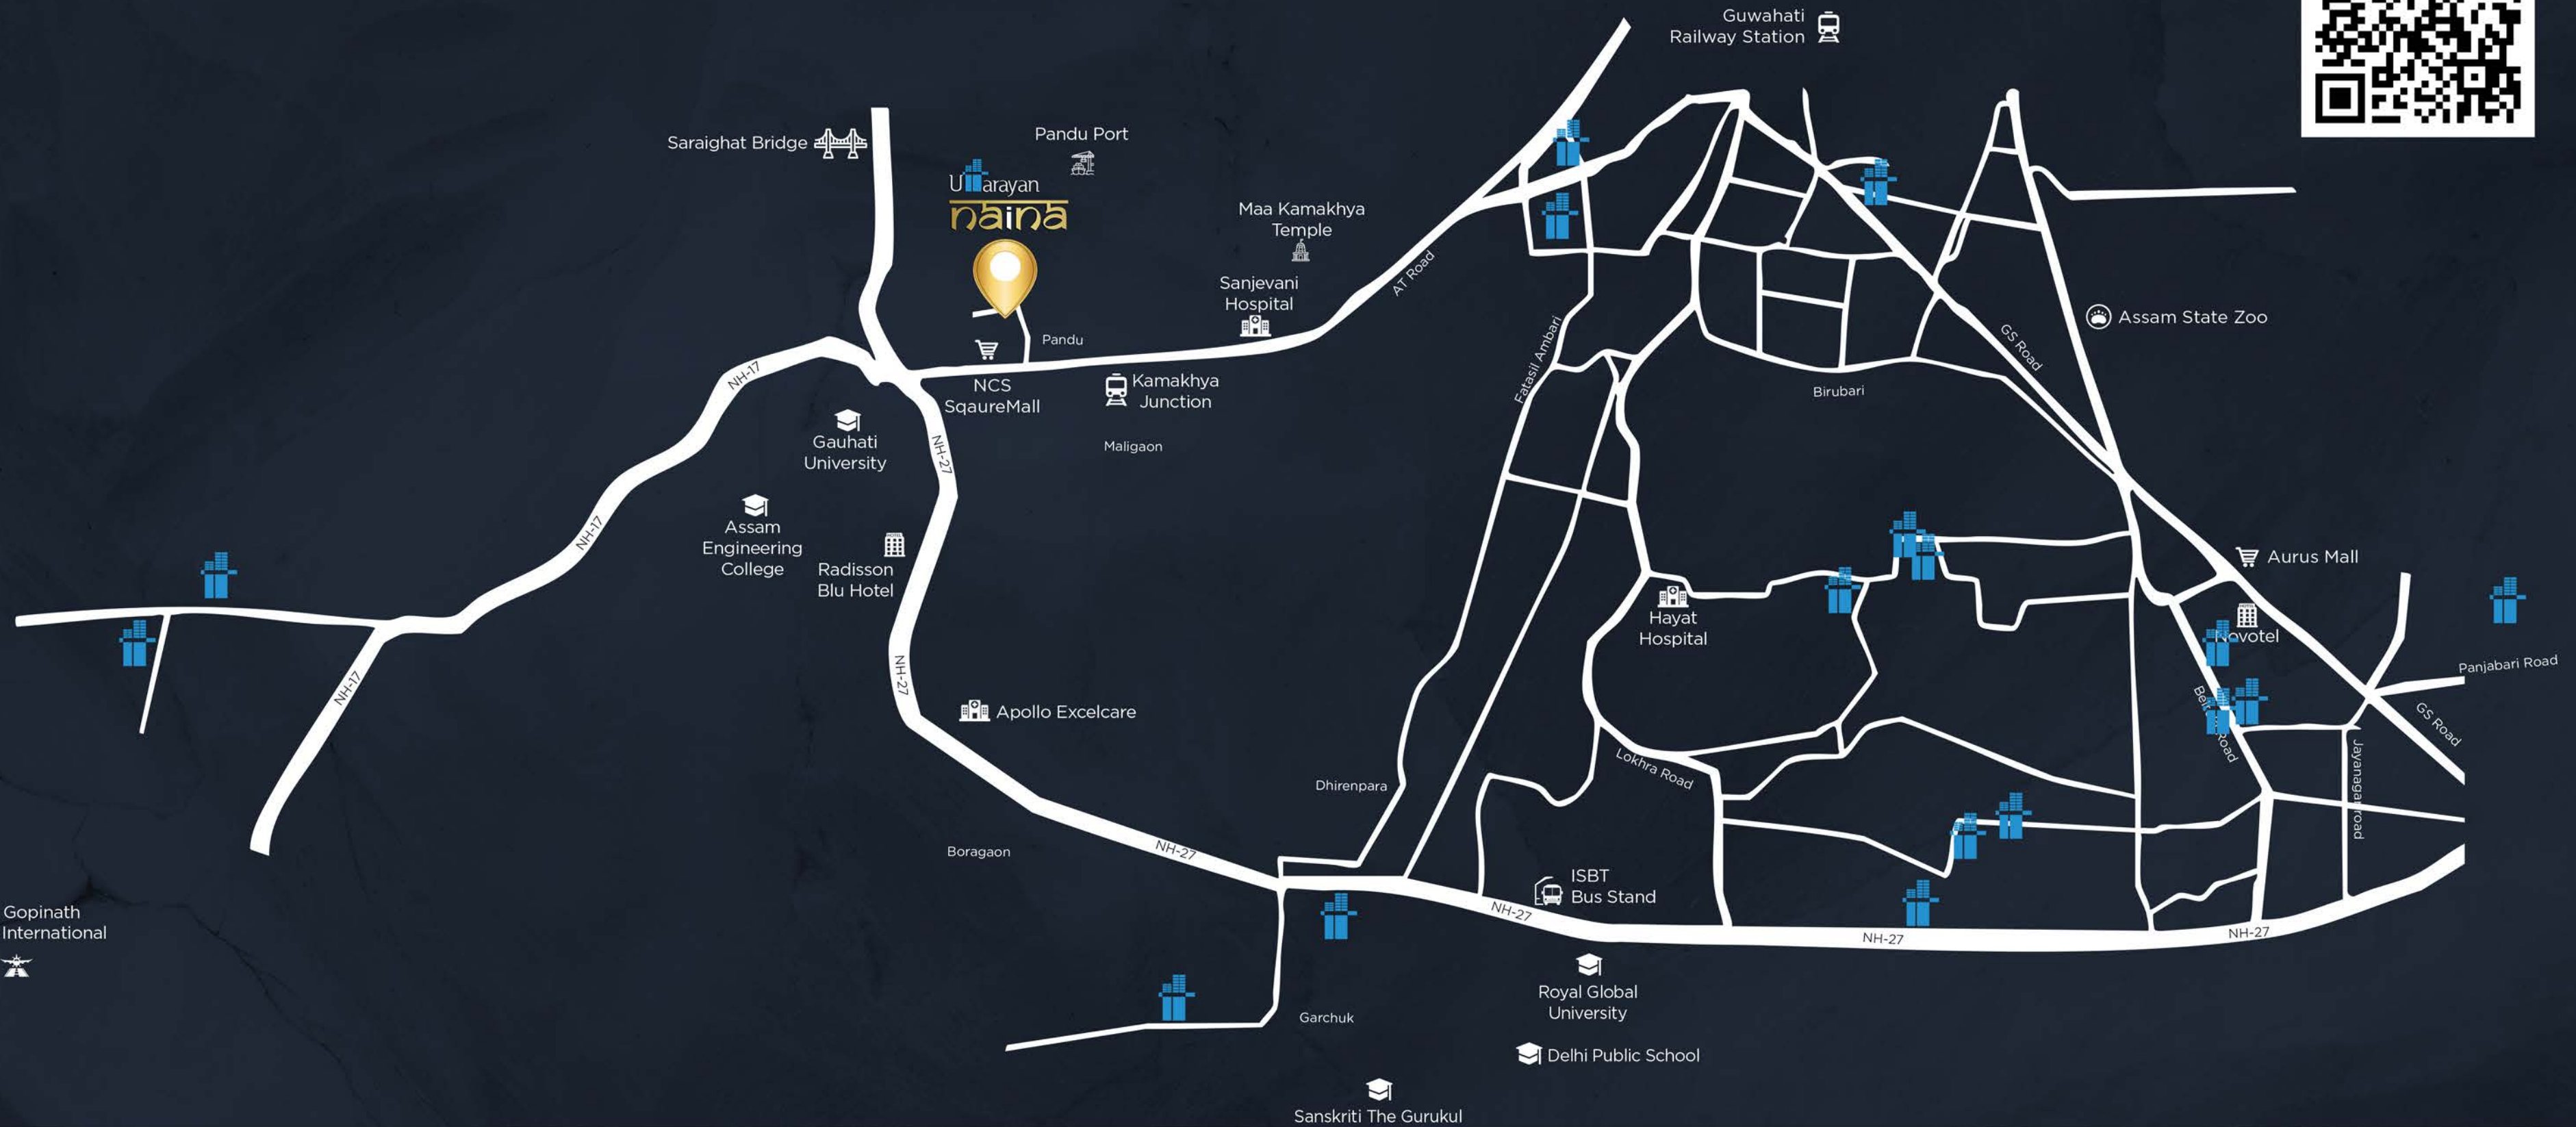 Guwahati
Railway Station
Saraighat Bridge
Pandu Port
U arayan
naina
Maa Kamakhya
Temple
Sanjevani
Hospital
AT Road
Pandu
NH-17
NCS
SqaureMall
Kamakhya
Junction
Maligaon
Gauhati
University
NH-27
Assam
Engineering
College
Radisson
Blu Hotel
NH-17
NH-17
NH-27
Apollo Excelcare
Boragaon
NH-27
Dhirenpara
Fatasil Ambari
Birubari
GS Road
Assam State Zoo
Aurus Mall
Novotel
Panjabari Road
GS Road
Road
Jayanagar road
Hayat
Hospital
Lokhra Road
ISBT
Bus Stand
NH-27
NH-27
NH-27
Gopinath
International
Garchuk
Royal Global
University
Delhi Public School
Sanskriti The Gurukul